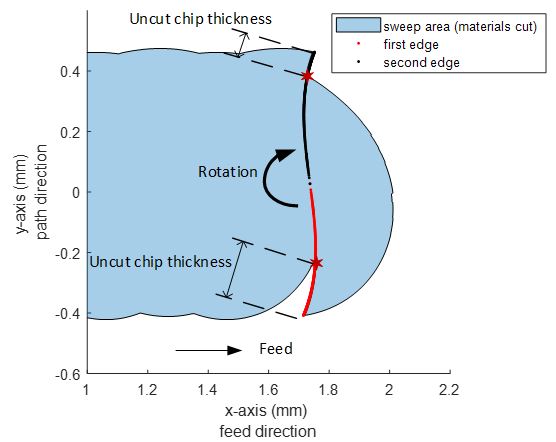 Uncut chip thickness
sweep area (materials cut)
first edge
second edge
0.4
0.2
Rotation
0
y-axis (mm)
path direction
-0.2
Uncut chip thickness
-0.4
Feed
-0.6
1
1.2
1.4
1.6
1.8
2
2.2
x-axis (mm)
feed direction